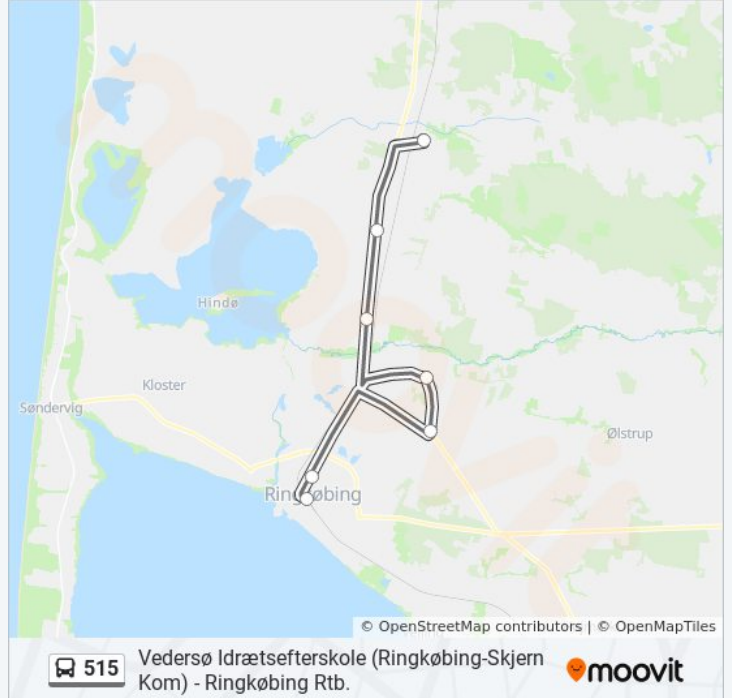 Hindø
Kloster
Søndervig
Ølstrup
Ringkøbing
© OpenStreetMap contributors | © OpenMapTiles
515
Vedersø Idrætsefterskole (Ringkøbing-Skjern
Kom) - Ringkøbing Rtb.
moovit